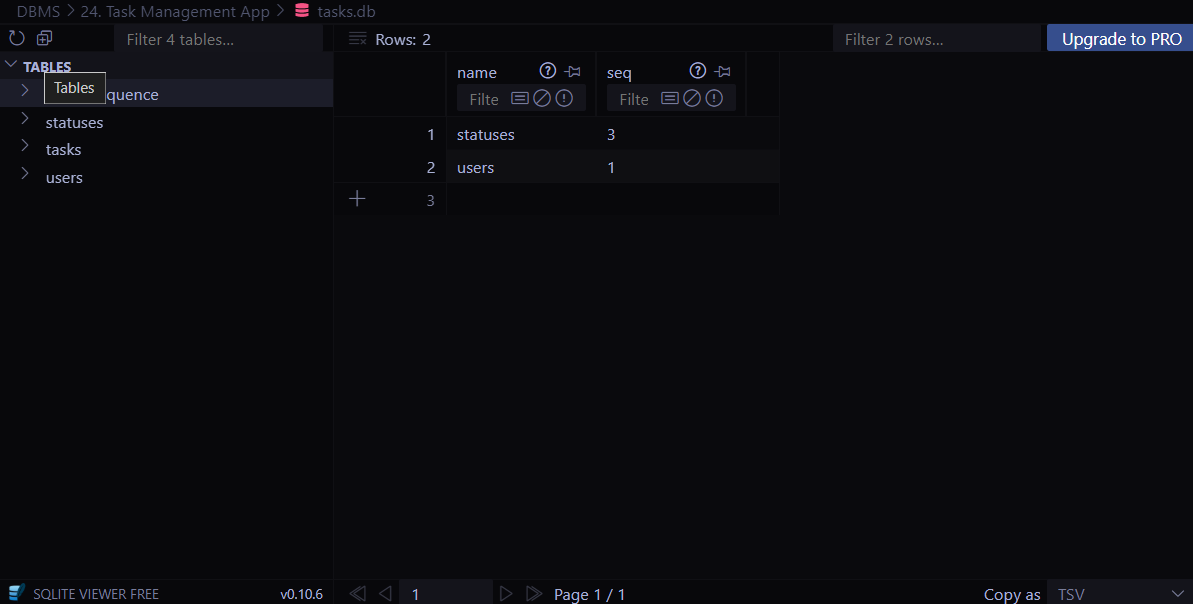 DBMS > 24. Task Management App > tasks.db
Filter 4 tables...
Rows: 2
Filter 2 rows...
Upgrade to PRO
TABLES
Tables
quence
statuses
tasks
users
name
seq
Filte
Filte
1 statuses 3
2 users 1
3
SQLITE VIEWER FREE
v0.10.6
1
Page 1 / 1
Copy as
TSV